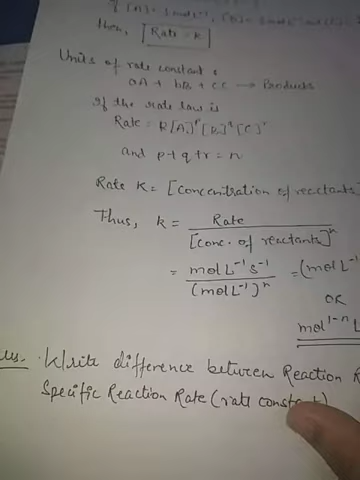 then, Rate = k
Units of rate constant :
aA + bB + cC → Products
If the rate law is
Rate = k[A]^p [B]^q [C]^r
and p+q+r = n
Rate K = [Concentration of reactants]
Thus, k = Rate / [Conc. of reactants]^n
= mol L^-1 s^-1 / (mol L^-1)^n = (mol L^-1
OR
mol^1-n L
Write difference between Reaction R
Specific Reaction Rate (rate constant)